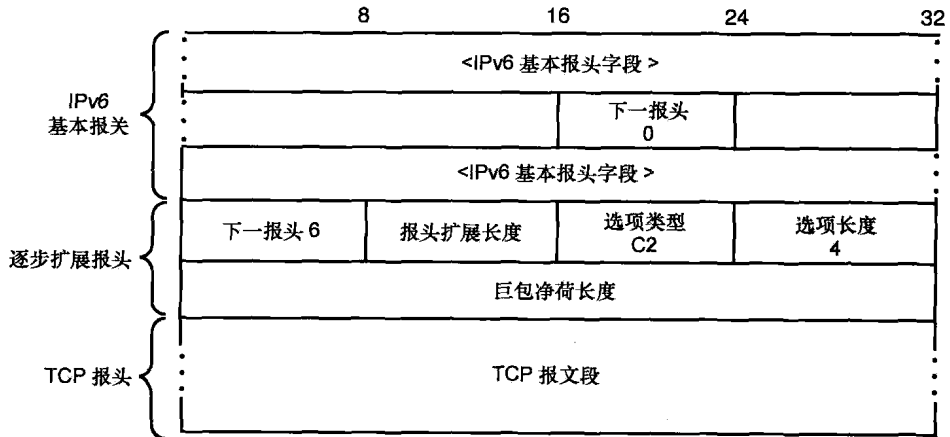 8 16 24 32
<IPv6 基本报头字段>
IPv6
基本报关
下一报头
0
<IPv6 基本报头字段>
逐步扩展报头
下一报头 6
报头扩展长度
选项类型
C2
选项长度
4
巨包净荷长度
TCP 报头
TCP 报文段